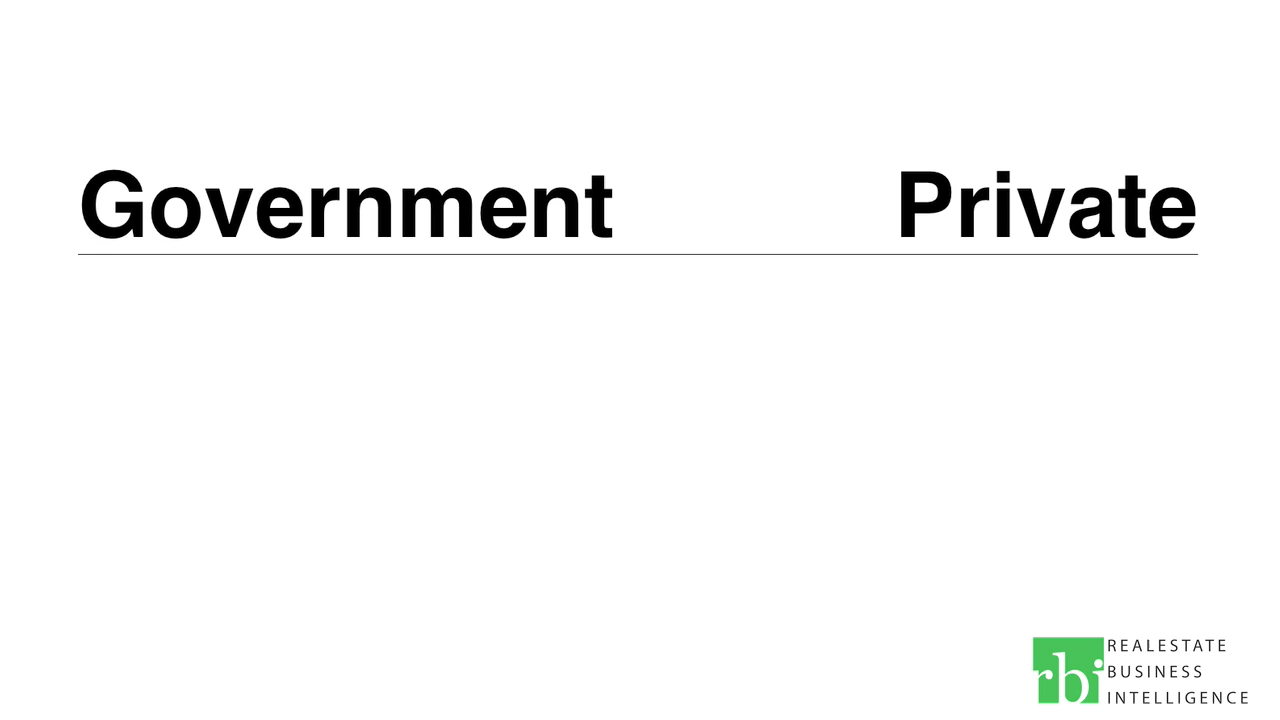 Government Private
rbi
REALESTATE
BUSINESS
INTELLIGENCE